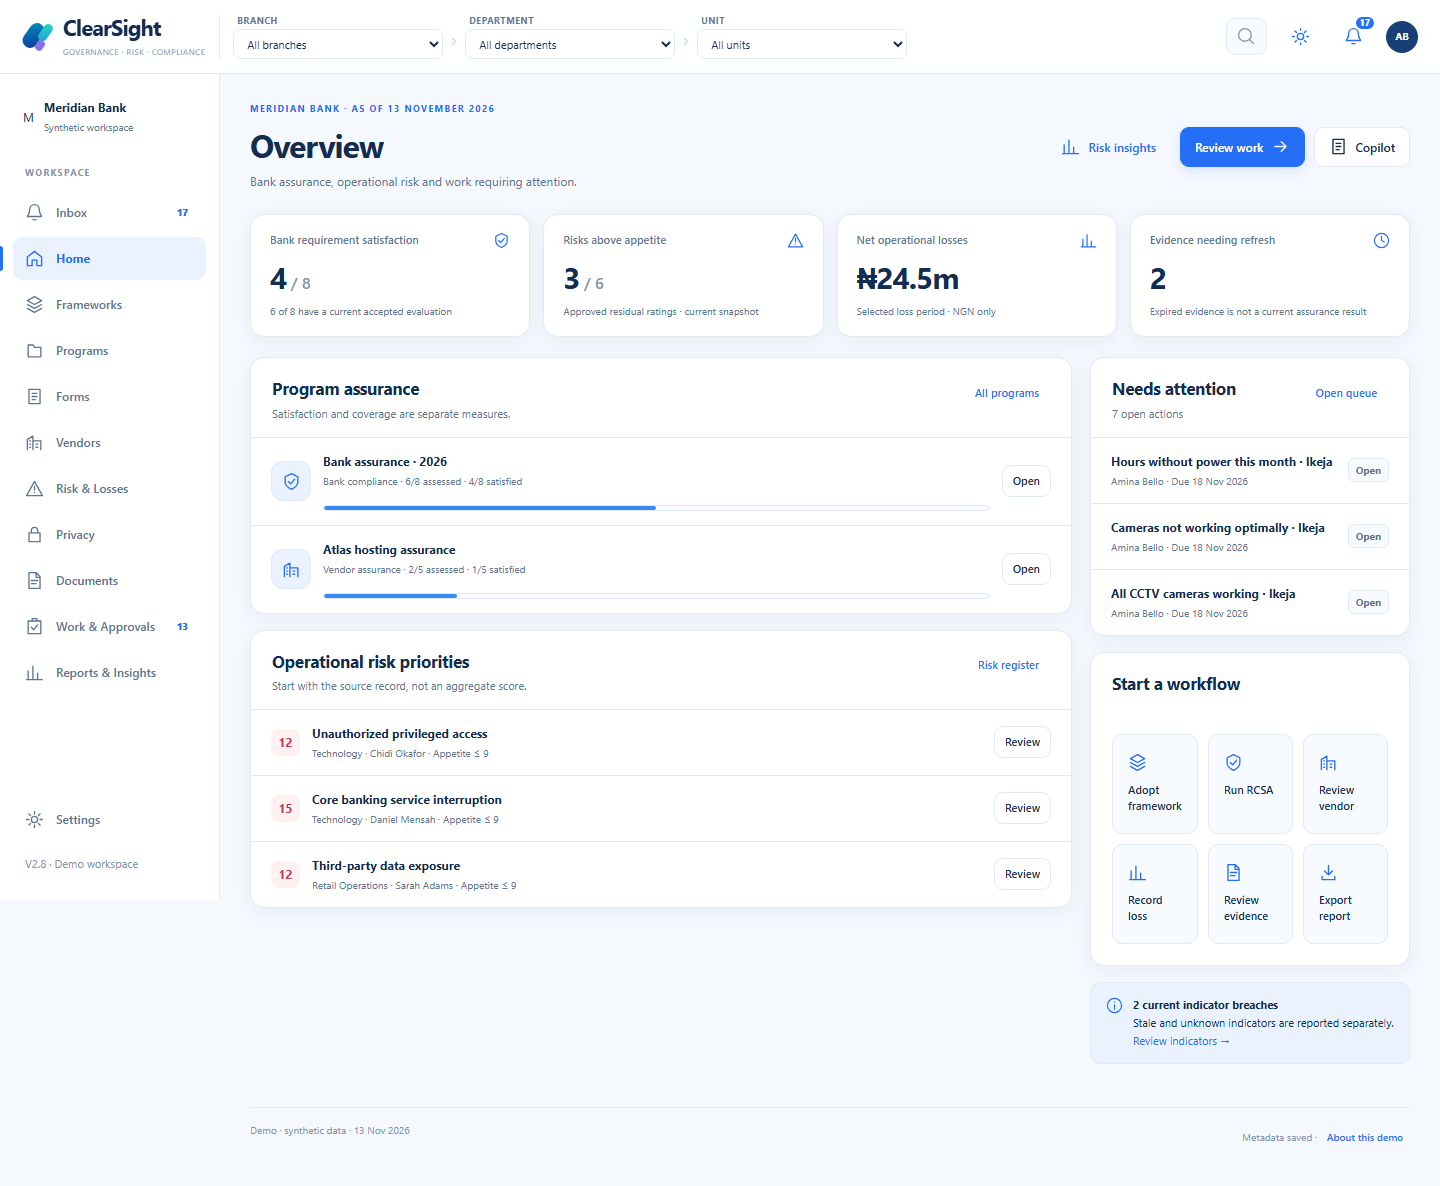 ClearSight
GOVERNANCE · RISK · COMPLIANCE
BRANCH
All branches
DEPARTMENT
All departments
UNIT
All units
17
AB
M
Meridian Bank
Synthetic workspace
WORKSPACE
Inbox 17
Home
Frameworks
Programs
Forms
Vendors
Risk & Losses
Privacy
Documents
Work & Approvals 13
Reports & Insights
Settings
V2.8 · Demo workspace
MERIDIAN BANK · AS OF 13 NOVEMBER 2026
Overview
Bank assurance, operational risk and work requiring attention.
Risk insights
Review work →
Copilot
Bank requirement satisfaction
4 / 8
6 of 8 have a current accepted evaluation
Risks above appetite
3 / 6
Approved residual ratings · current snapshot
Net operational losses
₦24.5m
Selected loss period · NGN only
Evidence needing refresh
2
Expired evidence is not a current assurance result
Program assurance
Satisfaction and coverage are separate measures.
All programs
Bank assurance · 2026
Bank compliance · 6/8 assessed · 4/8 satisfied
Open
Atlas hosting assurance
Vendor assurance · 2/5 assessed · 1/5 satisfied
Open
Operational risk priorities
Start with the source record, not an aggregate score.
Risk register
12
Unauthorized privileged access
Technology · Chidi Okafor · Appetite ≤ 9
Review
15
Core banking service interruption
Technology · Daniel Mensah · Appetite ≤ 9
Review
12
Third-party data exposure
Retail Operations · Sarah Adams · Appetite ≤ 9
Review
Needs attention
7 open actions
Open queue
Hours without power this month · Ikeja
Amina Bello · Due 18 Nov 2026
Open
Cameras not working optimally · Ikeja
Amina Bello · Due 18 Nov 2026
Open
All CCTV cameras working · Ikeja
Amina Bello · Due 18 Nov 2026
Open
Start a workflow
Adopt
framework
Run RCSA
Review
vendor
Record
loss
Review
evidence
Export
report
2 current indicator breaches
Stale and unknown indicators are reported separately.
Review indicators →
Demo · synthetic data · 13 Nov 2026
Metadata saved · About this demo